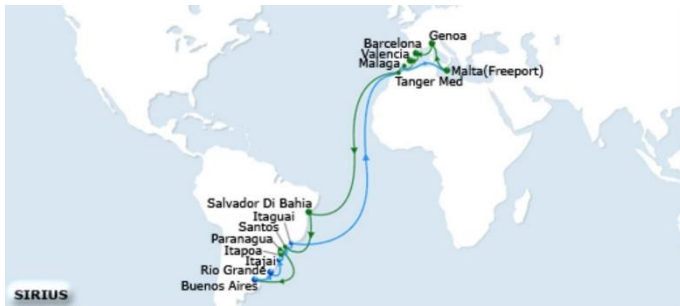 Genoa
Barcelona
Valencia
Malaga
Malta(Freeport)
Tanger Med
Salvador Di Bahia
Itaguai
Santos
Paranagua
Itapoa
Itajai
Rio Grande
Buenos Aires
SIRIUS